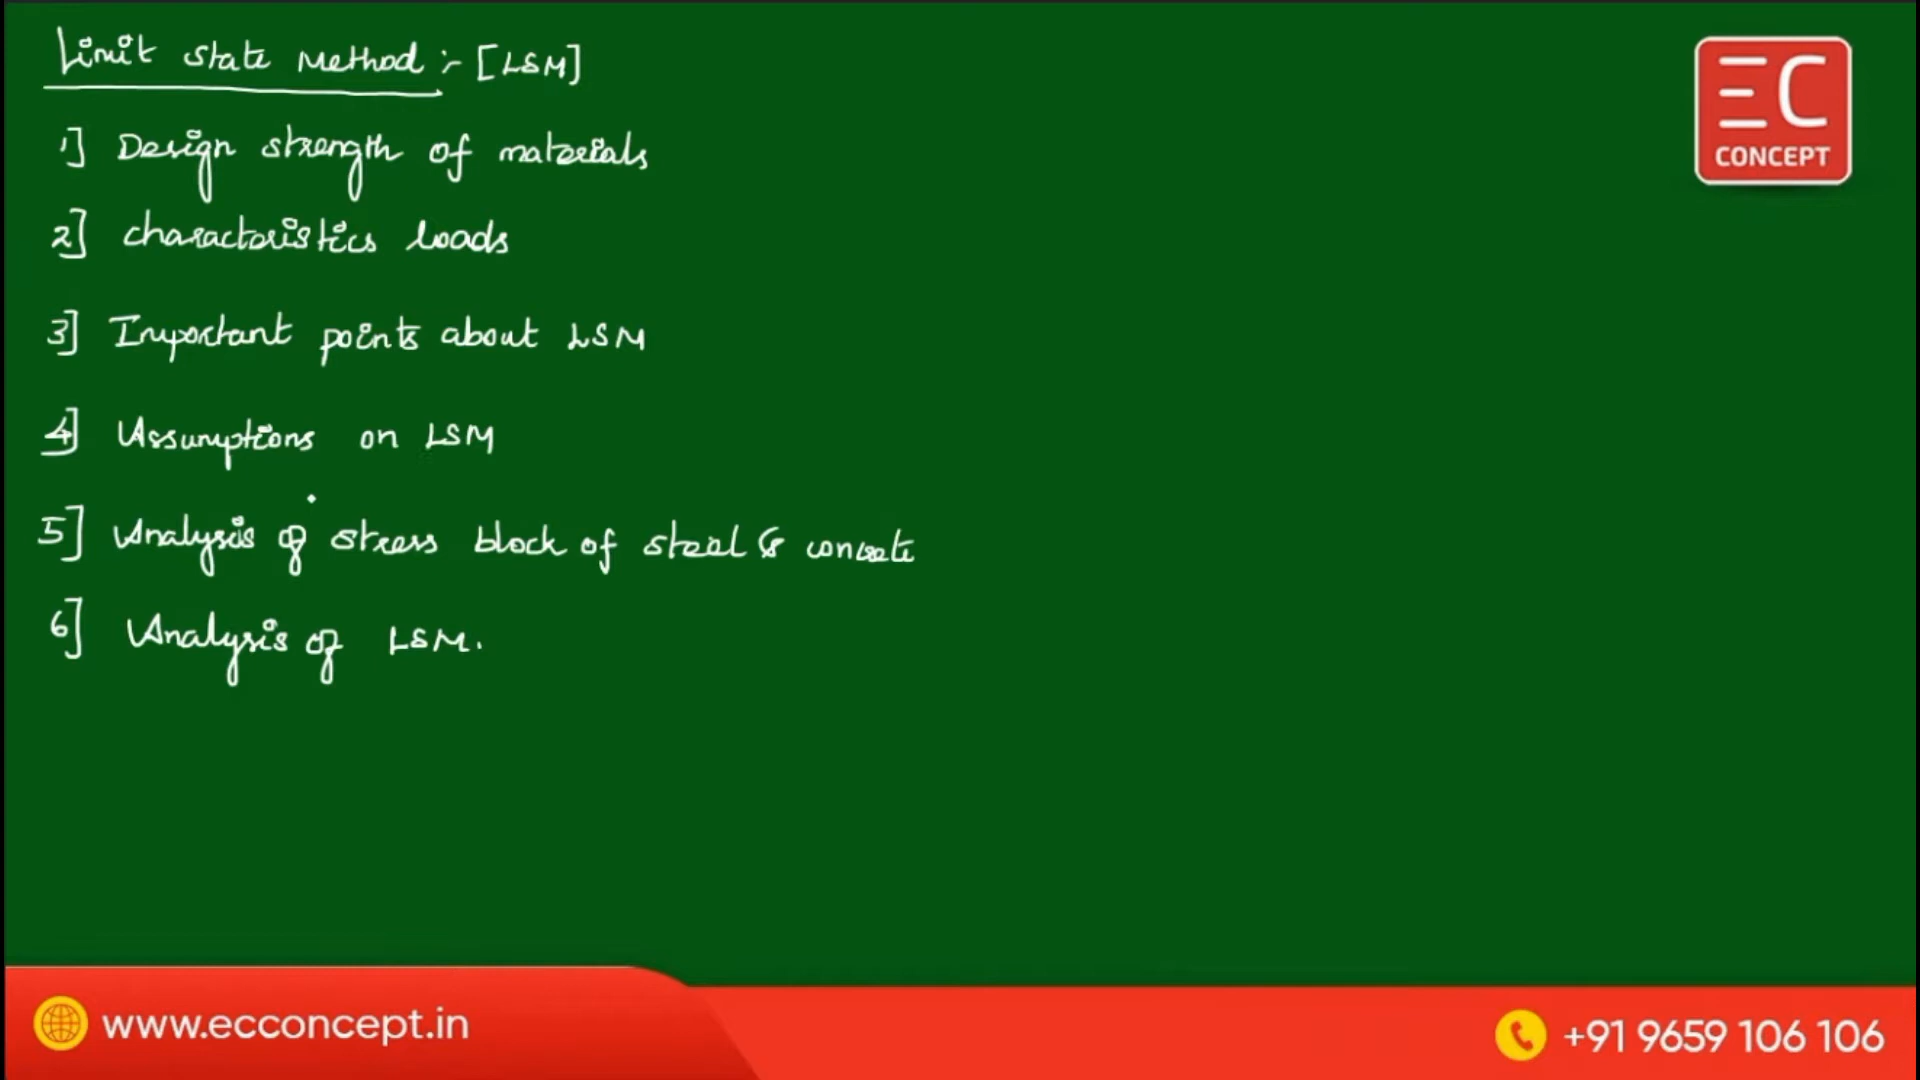 Limit state Method :- [LSM]
EC
CONCEPT
1] Design strength of materials
2] characteristics loads
3] Important points about LSM
4] Assumptions on LSM
5] Analysis of stress block of steel & concrete
6] Analysis of LSM.
www.ecconcept.in
+91 9659 106 106